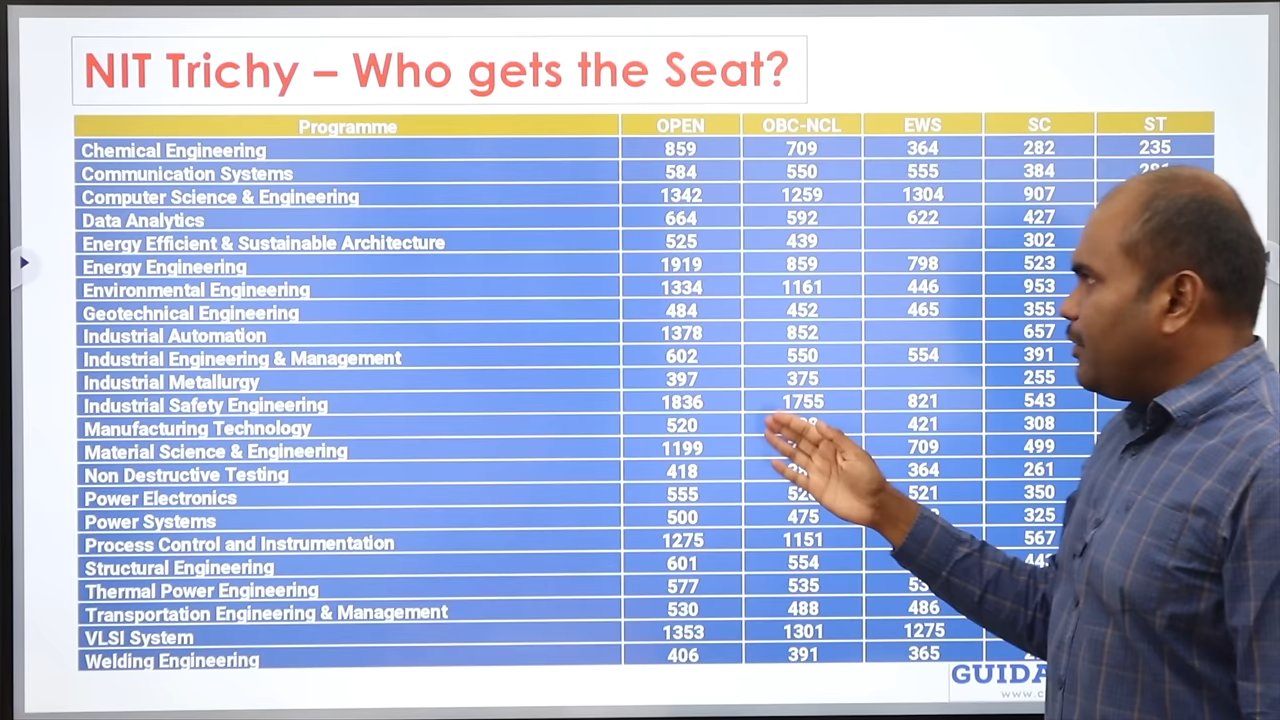 NIT Trichy – Who gets the Seat?
Programme OPEN OBC-NCL EWS SC ST
Chemical Engineering 859 709 364 282 235
Communication Systems 584 550 555 384
Computer Science & Engineering 1342 1259 1304 907
Data Analytics 664 592 622 427
Energy Efficient & Sustainable Architecture 525 439 302
Energy Engineering 1919 859 798 523
Environmental Engineering 1334 1161 446 953
Geotechnical Engineering 484 452 465 355
Industrial Automation 1378 852 657
Industrial Engineering & Management 602 550 554 391
Industrial Metallurgy 397 375 255
Industrial Safety Engineering 1836 1755 821 543
Manufacturing Technology 520 421 308
Material Science & Engineering 1199 709 499
Non Destructive Testing 418 364 261
Power Electronics 555 521 350
Power Systems 500 475 325
Process Control and Instrumentation 1275 1151 567
Structural Engineering 601 554
Thermal Power Engineering 577 535
Transportation Engineering & Management 530 488 486
VLSI System 1353 1301 1275
Welding Engineering 406 391 365